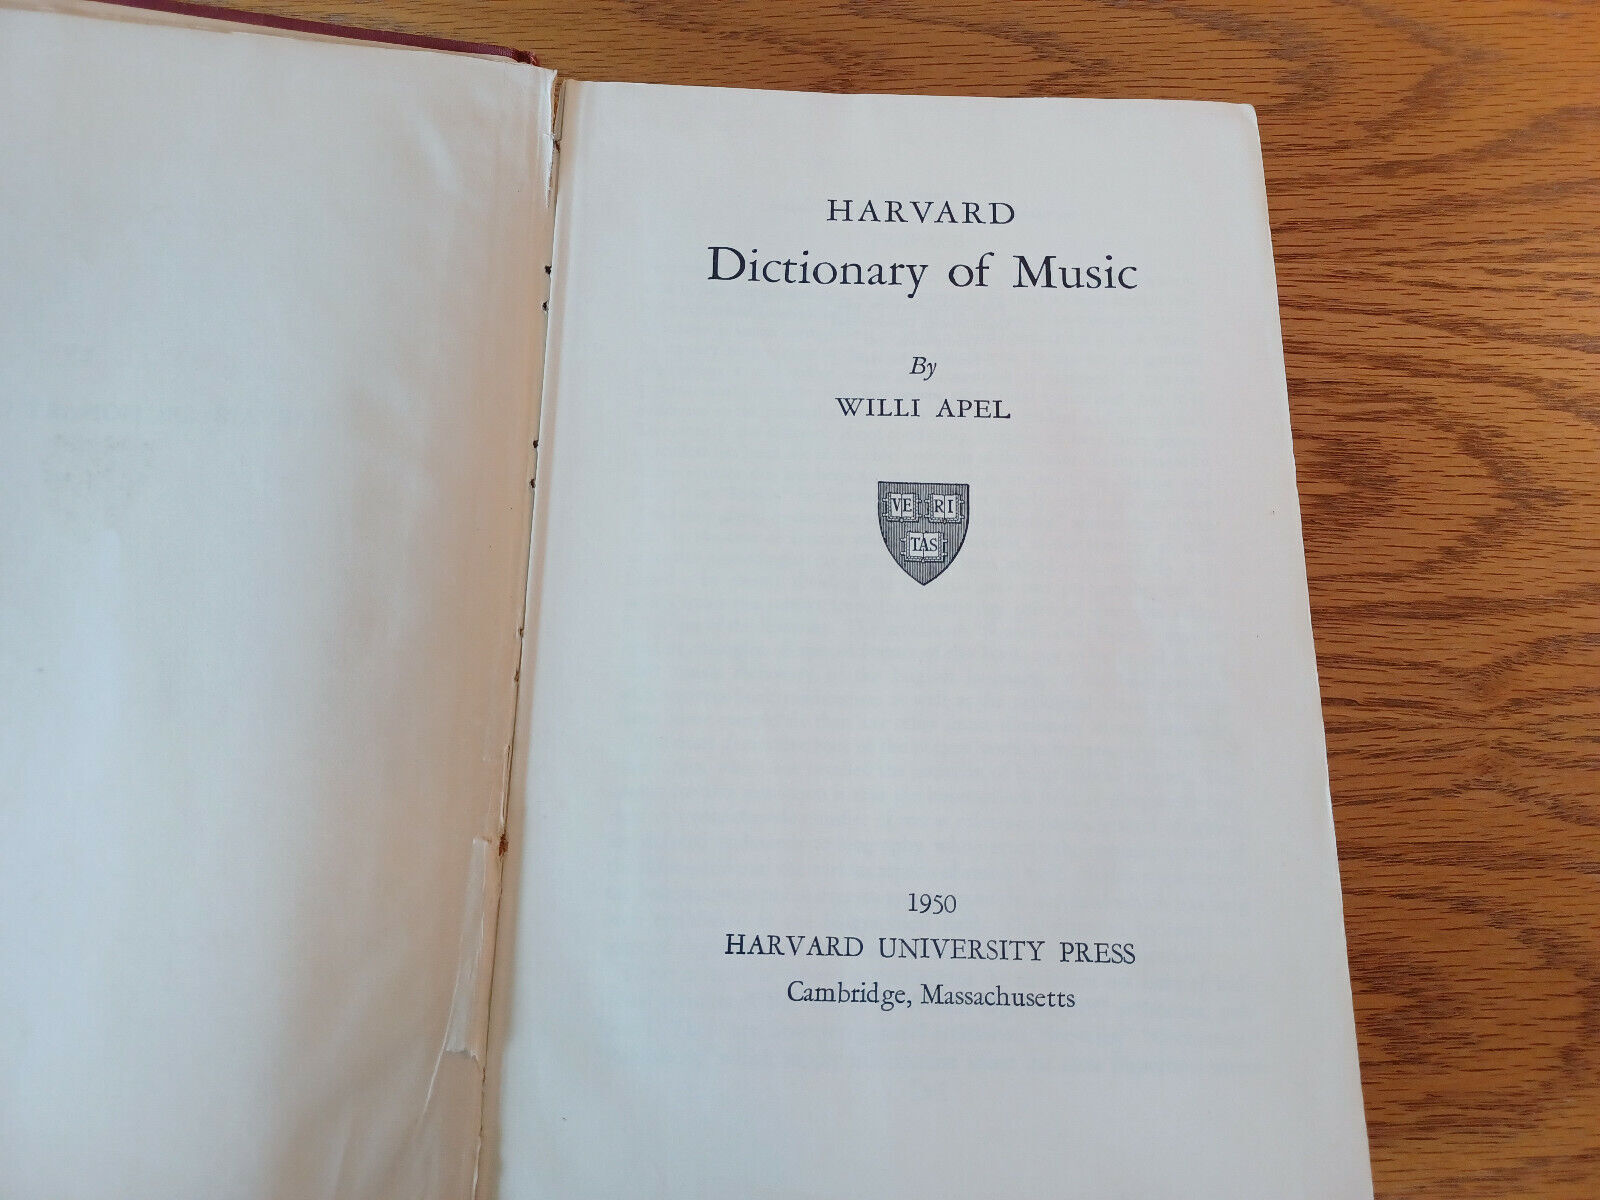 HARVARD
Dictionary of Music
By
WILLI APEL
VE RI
TAS
1950
HARVARD UNIVERSITY PRESS
Cambridge, Massachusetts